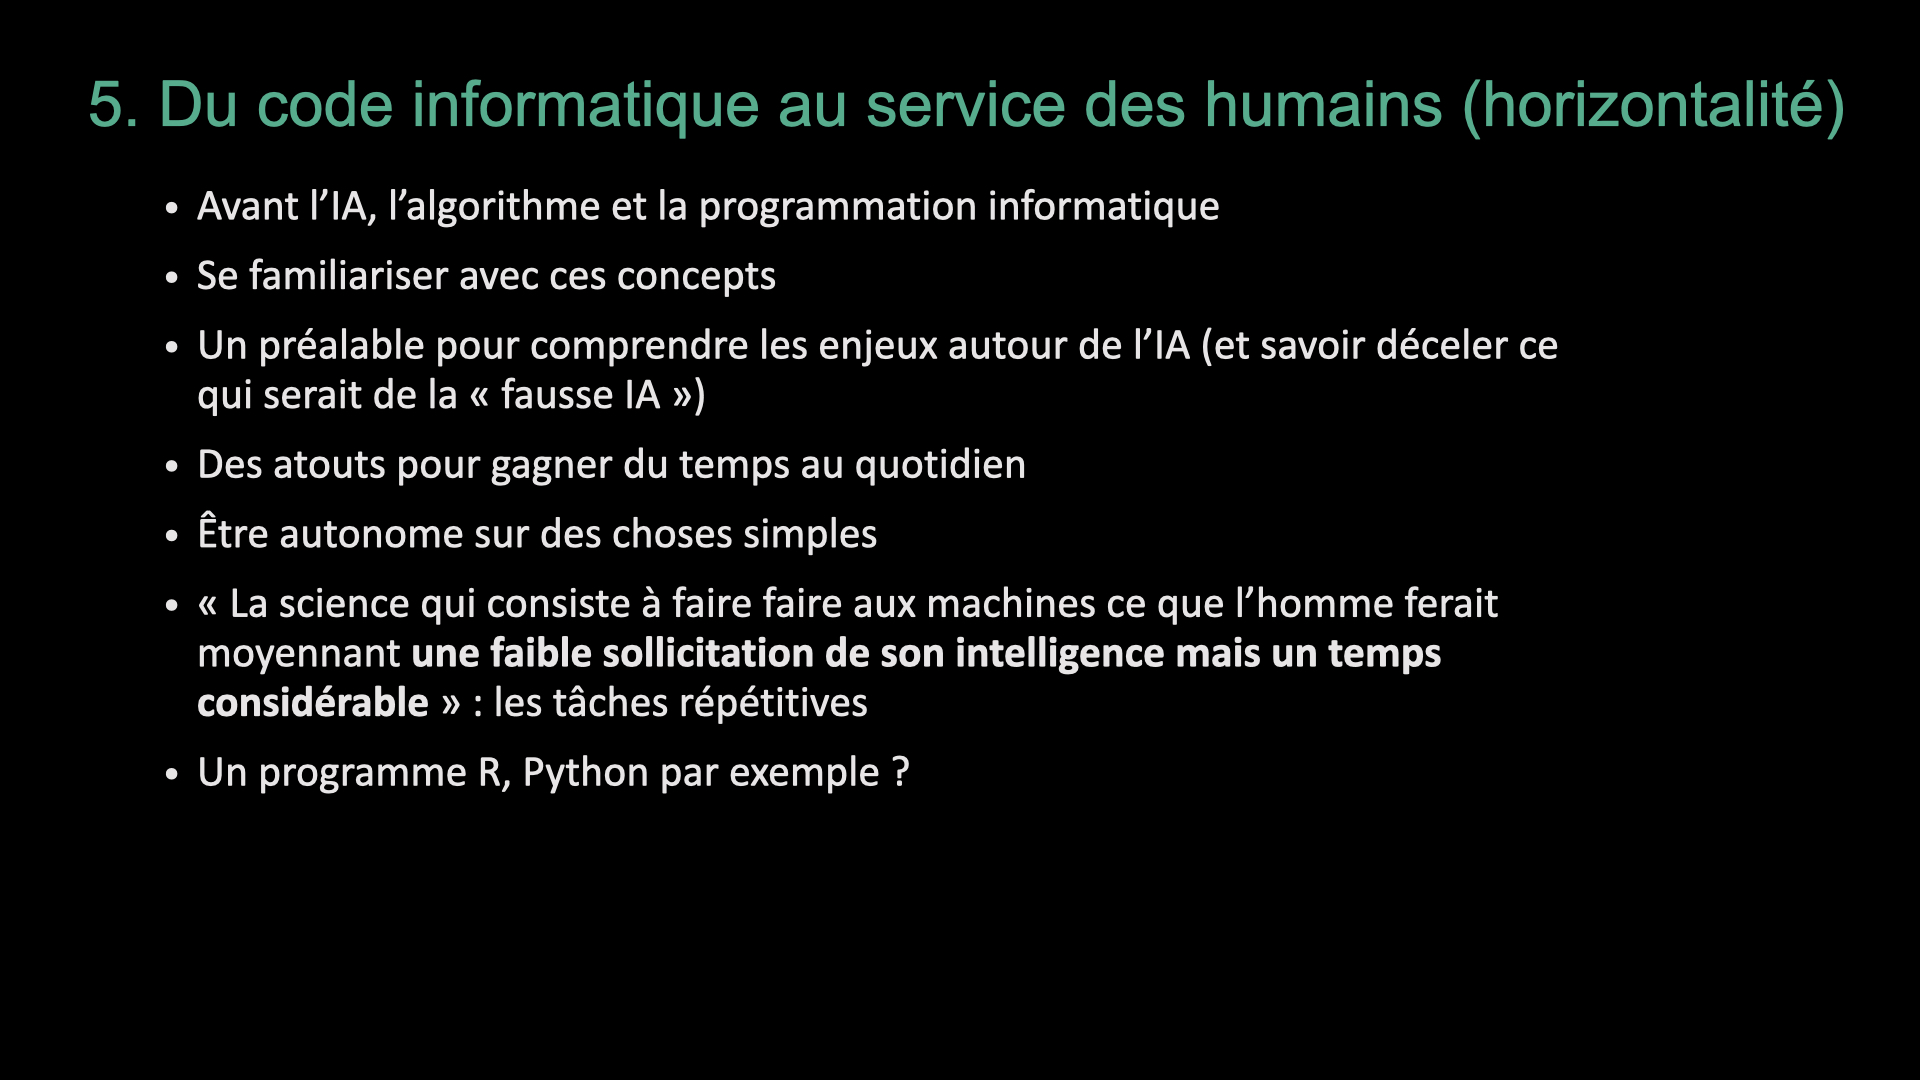 5. Du code informatique au service des humains (horizontalité)
• Avant l’IA, l’algorithme et la programmation informatique
• Se familiariser avec ces concepts
• Un préalable pour comprendre les enjeux autour de l’IA (et savoir déceler ce
qui serait de la « fausse IA »)
• Des atouts pour gagner du temps au quotidien
• Être autonome sur des choses simples
• « La science qui consiste à faire faire aux machines ce que l’homme ferait
moyennant une faible sollicitation de son intelligence mais un temps
considérable » : les tâches répétitives
• Un programme R, Python par exemple ?